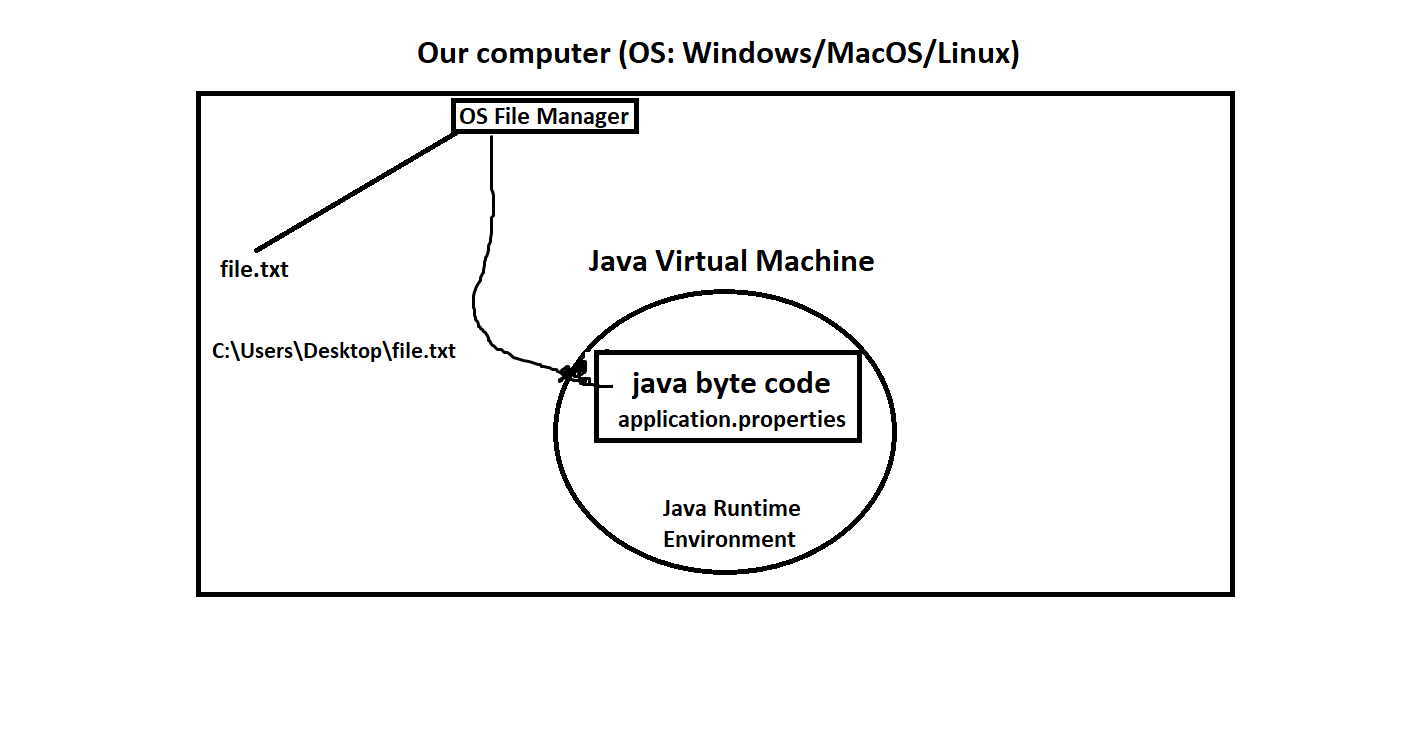 Our computer (OS: Windows/MacOS/Linux)
OS File Manager
file.txt
Java Virtual Machine
C:\Users\Desktop\file.txt
java byte code
application.properties
Java Runtime
Environment